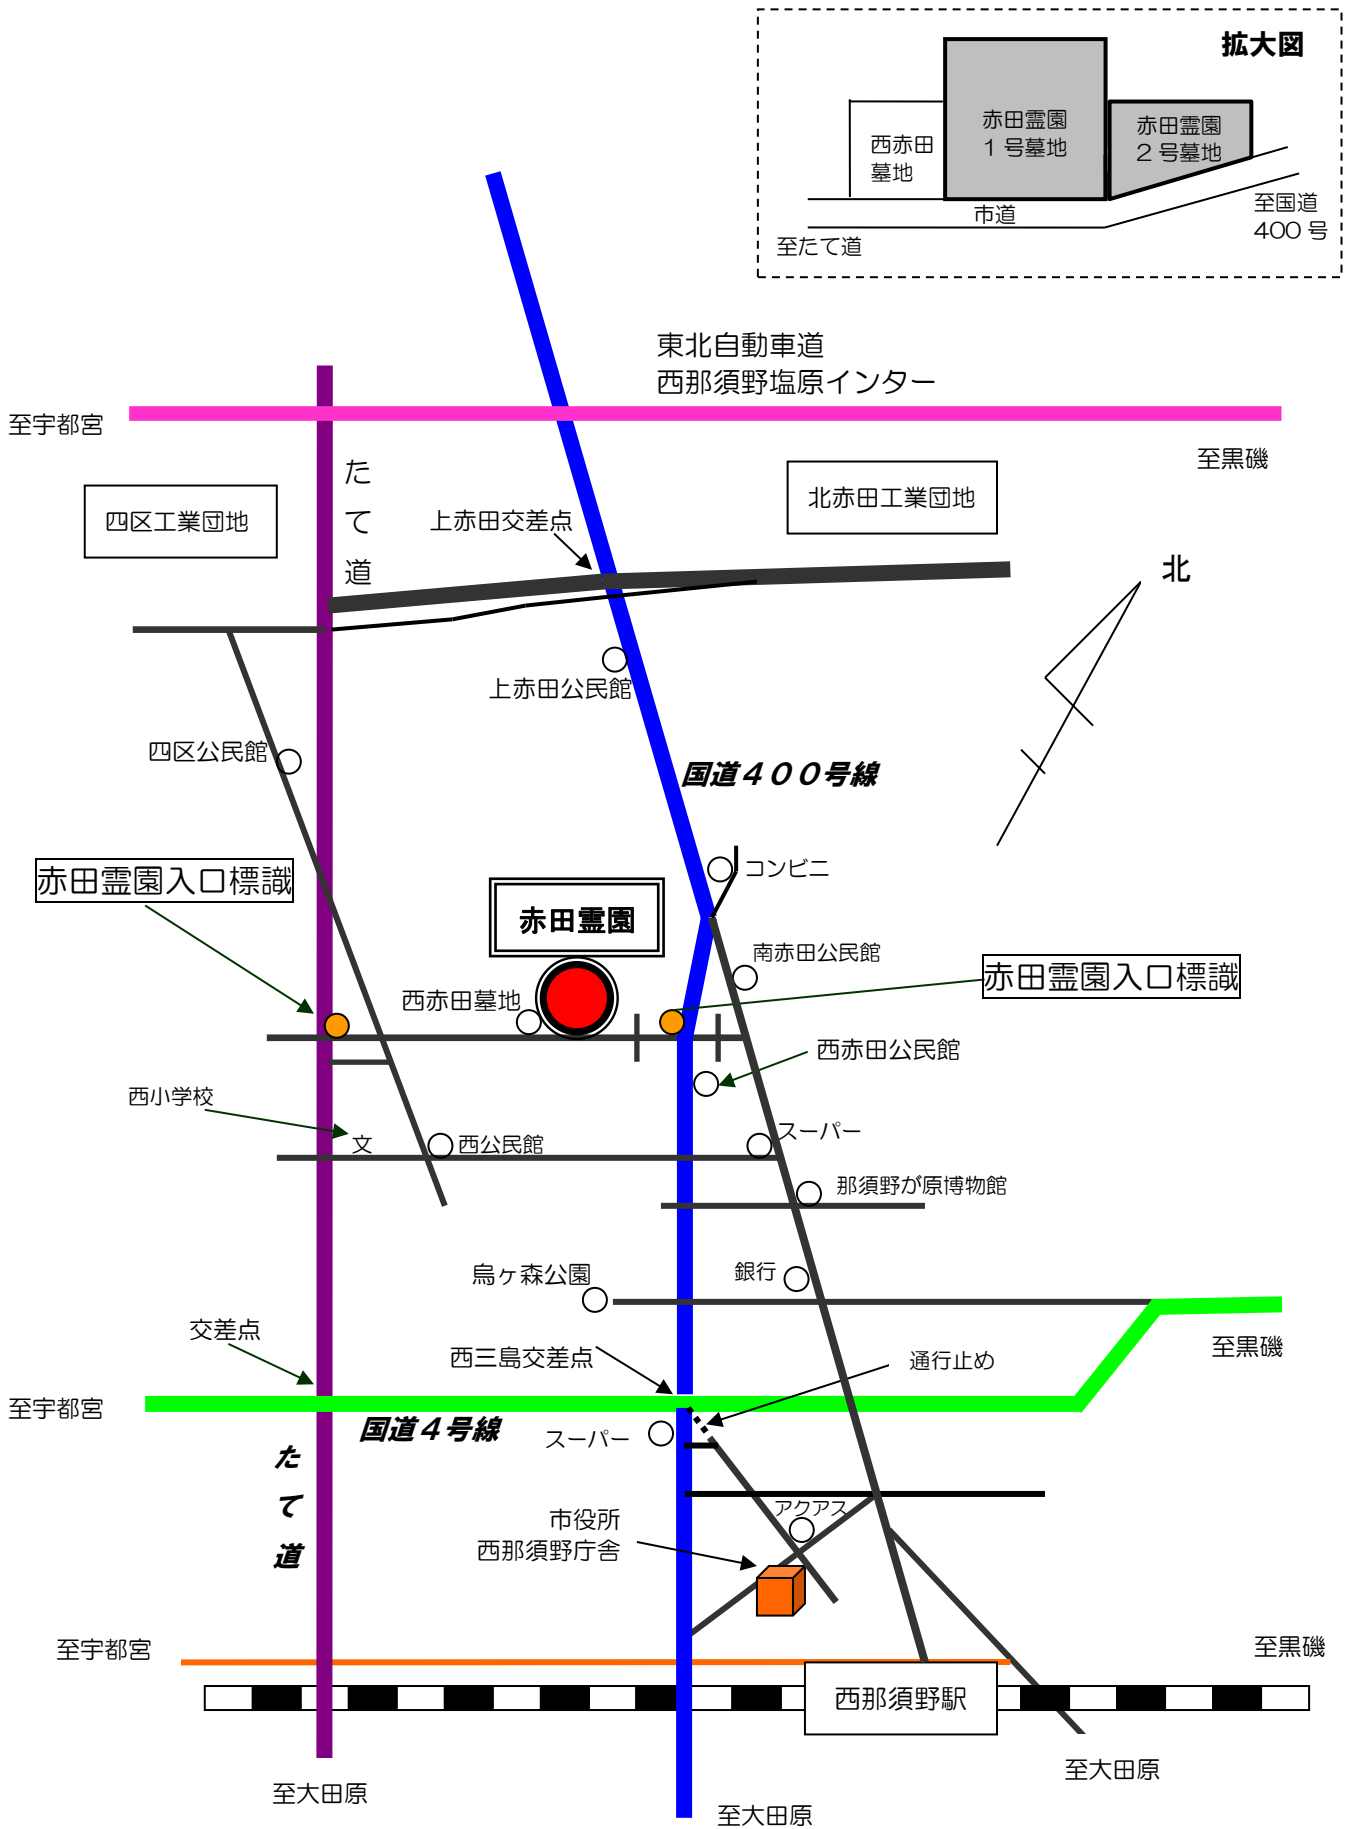 拡大図
赤田霊園
1 号墓地
赤田霊園
2 号墓地
西赤田
墓地
市道
至国道
400 号
至たて道
東北自動車道
西那須野塩原インター
至宇都宮
至黒磯
たて道
四区工業団地
北赤田工業団地
上赤田交差点
北
上赤田公民館
四区公民館
国道400号線
コンビニ
赤田霊園入口標識
赤田霊園
南赤田公民館
赤田霊園入口標識
西赤田墓地
西赤田公民館
西小学校
文
西公民館
スーパー
那須野が原博物館
烏ヶ森公園
銀行
交差点
西三島交差点
通行止め
至黒磯
至宇都宮
国道4号線
スーパー
たて道
アクアス
市役所
西那須野庁舎
至宇都宮
至黒磯
西那須野駅
至大田原
至大田原
至大田原